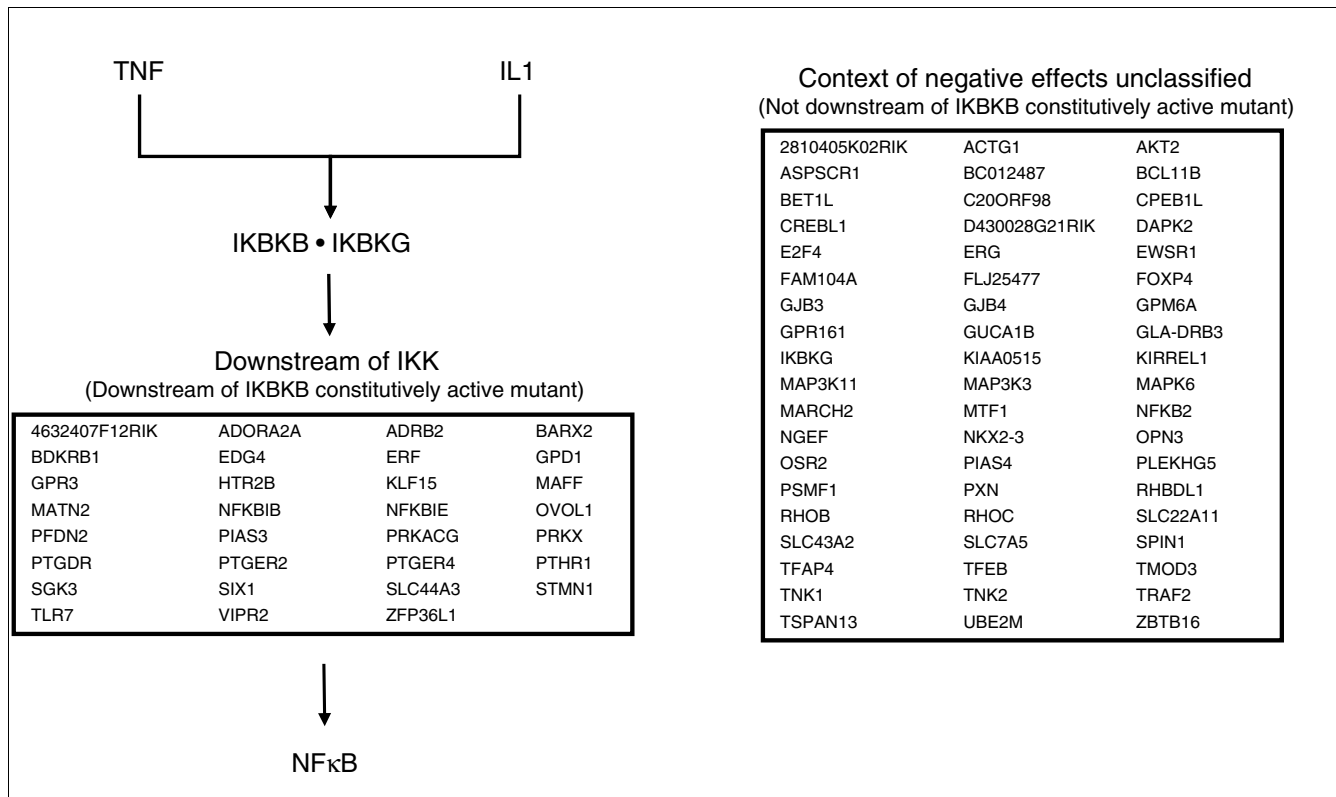 TNF IL1
IKBKB • IKBKG
Downstream of IKK
(Downstream of IKBKB constitutively active mutant)
4632407F12RIK ADORA2A ADRB2 BARX2
BDKRB1 EDG4 ERF GPD1
GPR3 HTR2B KLF15 MAFF
MATN2 NFKBIB NFKBIE OVOL1
PFDN2 PIAS3 PRKACG PRKX
PTGDR PTGER2 PTGER4 PTHR1
SGK3 SIX1 SLC44A3 STMN1
TLR7 VIPR2 ZFP36L1
NFκB
Context of negative effects unclassified
(Not downstream of IKBKB constitutively active mutant)
2810405K02RIK ACTG1 AKT2
ASPSCR1 BC012487 BCL11B
BET1L C20ORF98 CPEB1L
CREBL1 D430028G21RIK DAPK2
E2F4 ERG EWSR1
FAM104A FLJ25477 FOXP4
GJB3 GJB4 GPM6A
GPR161 GUCA1B GLA-DRB3
IKBKG KIAA0515 KIRREL1
MAP3K11 MAP3K3 MAPK6
MARCH2 MTF1 NFKB2
NGEF NKX2-3 OPN3
OSR2 PIAS4 PLEKHG5
PSMF1 PXN RHBDL1
RHOB RHOC SLC22A11
SLC43A2 SLC7A5 SPIN1
TFAP4 TFEB TMOD3
TNK1 TNK2 TRAF2
TSPAN13 UBE2M ZBTB16